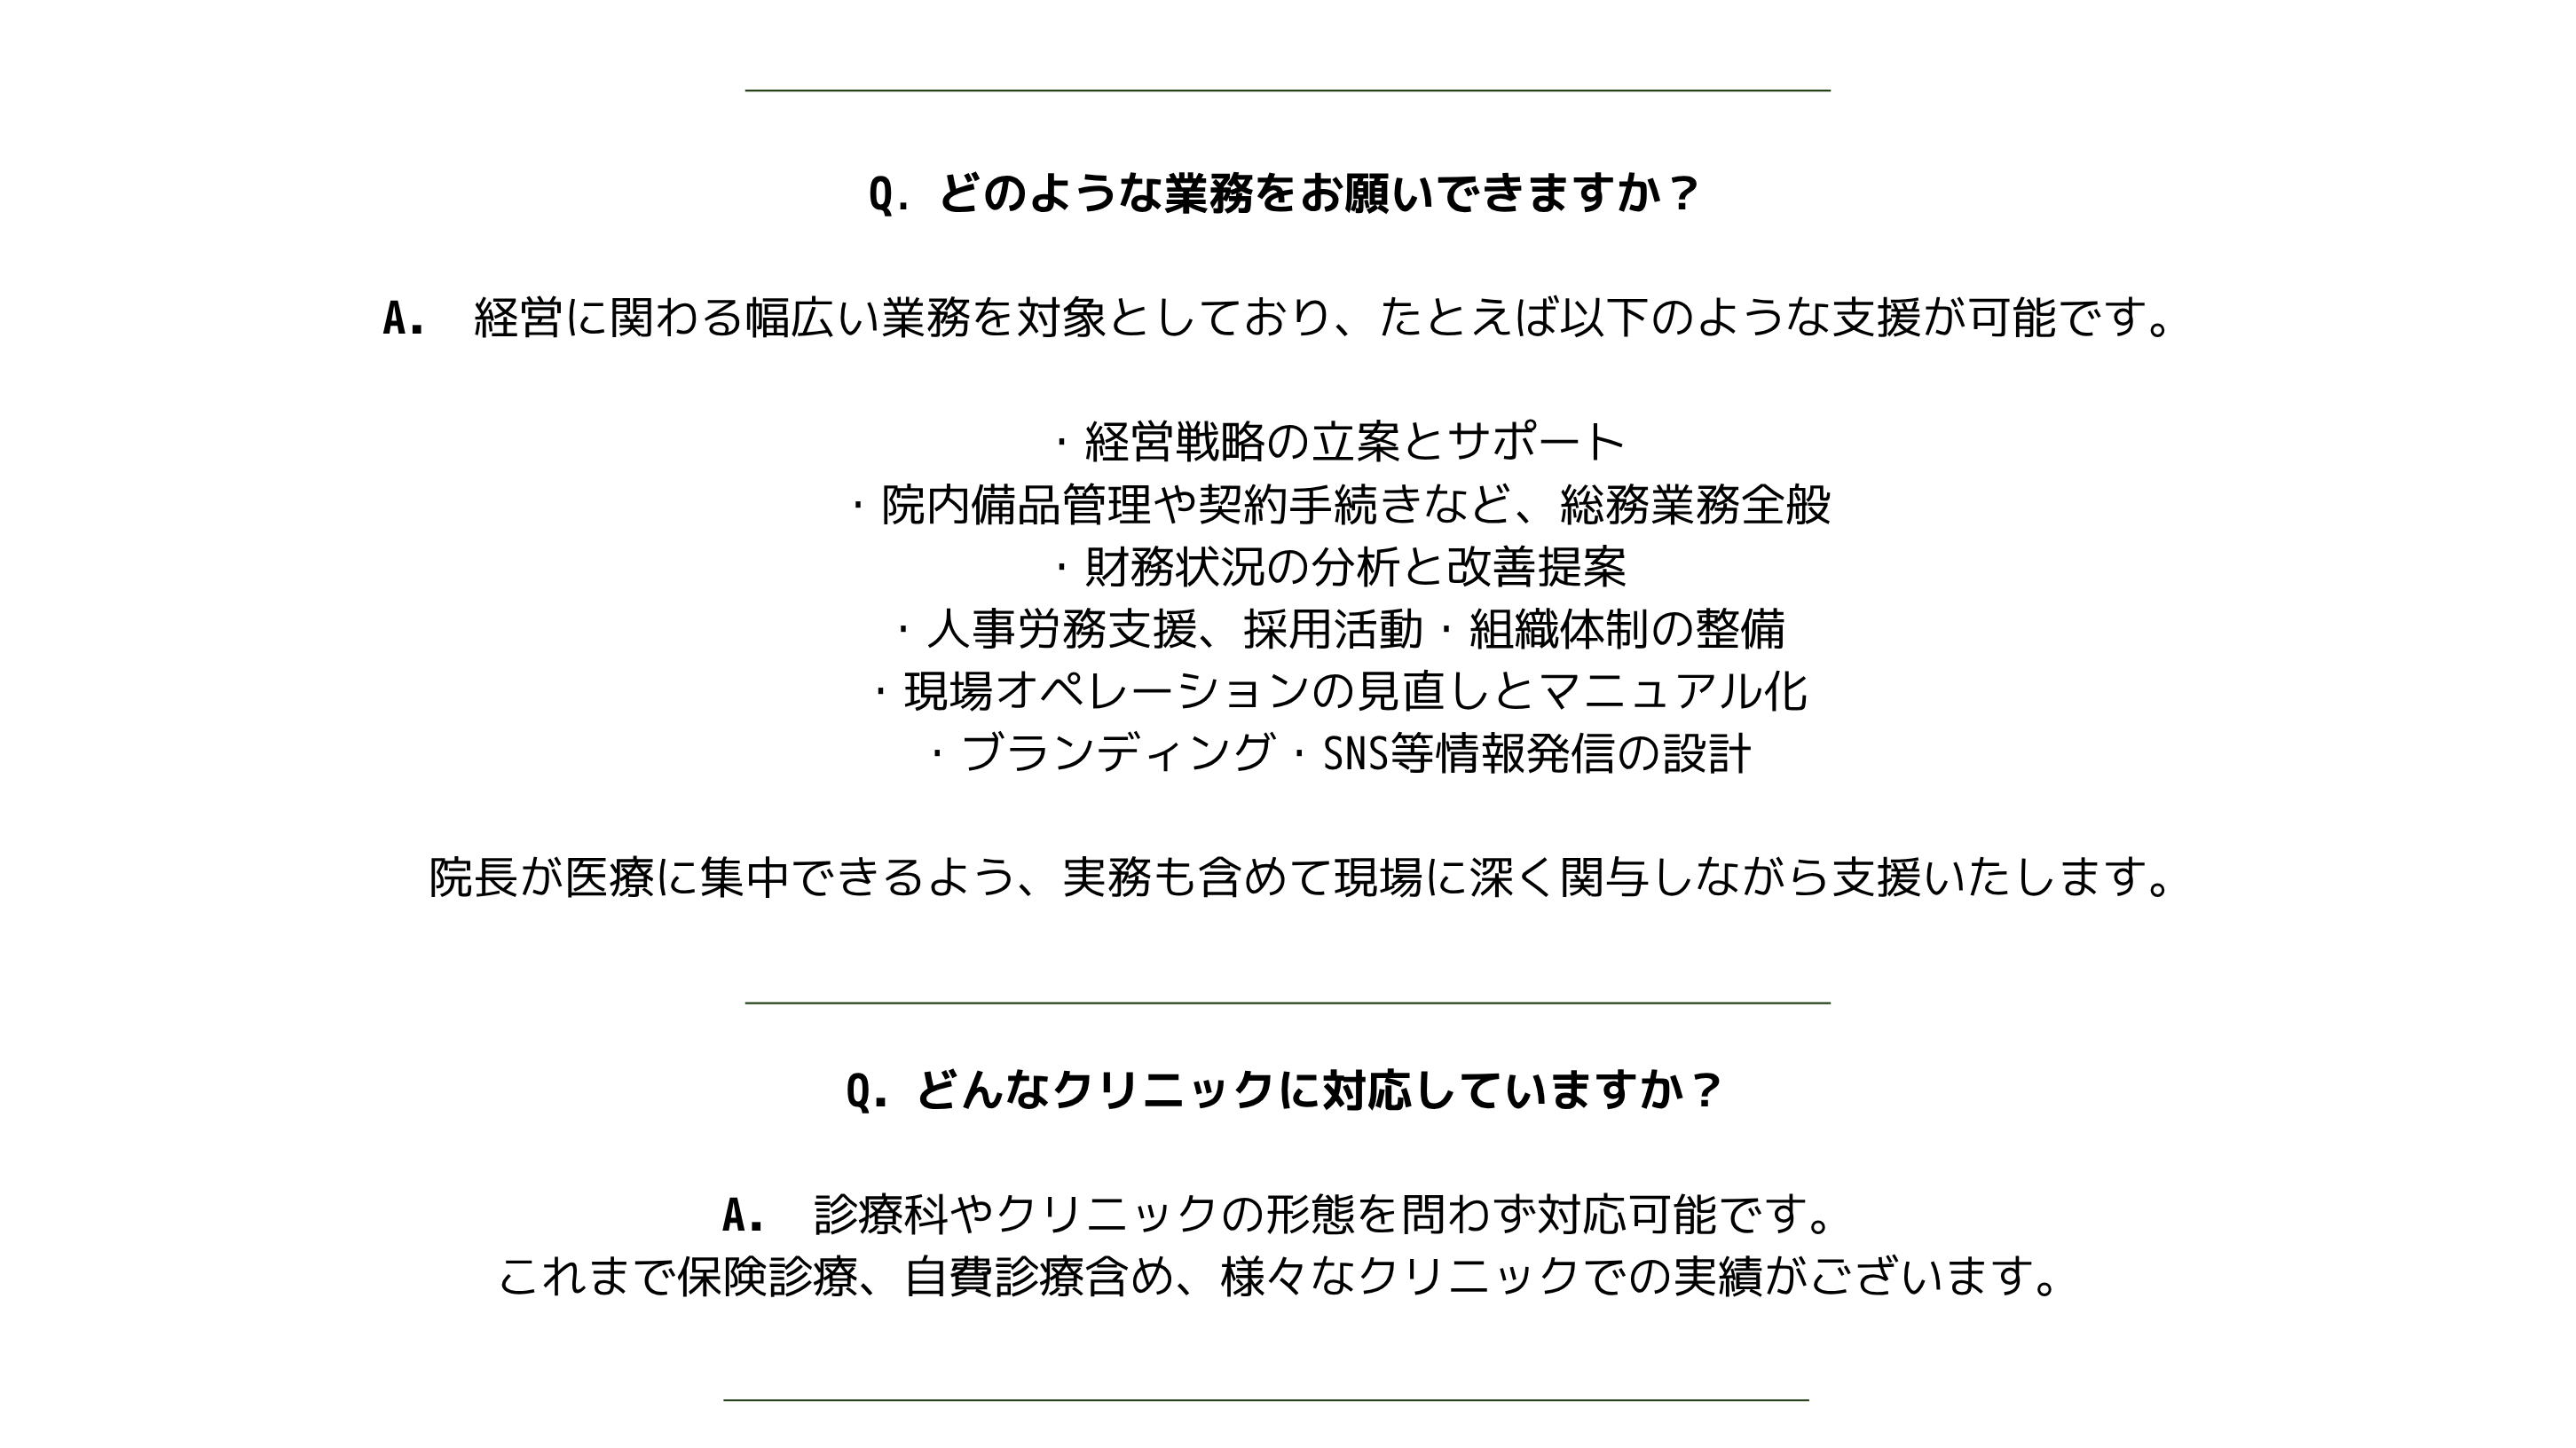 Q. どのような業務をお願いできますか？
A.　経営に関わる幅広い業務を対象としており、たとえば以下のような支援が可能です。
・経営戦略の立案とサポート
・院内備品管理や契約手続きなど、総務業務全般
・財務状況の分析と改善提案
・人事労務支援、採用活動・組織体制の整備
・現場オペレーションの見直しとマニュアル化
・ブランディング・SNS等情報発信の設計
院長が医療に集中できるよう、実務も含めて現場に深く関与しながら支援いたします。
Q. どんなクリニックに対応していますか？
A.　診療科やクリニックの形態を問わず対応可能です。
これまで保険診療、自費診療含め、様々なクリニックでの実績がございます。